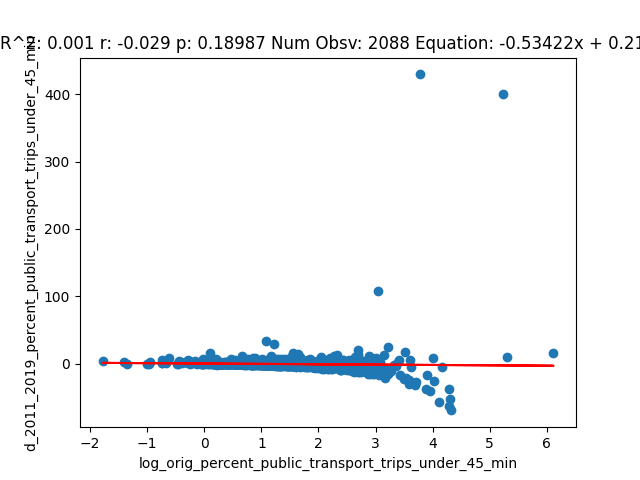 R^2: 0.001 r: -0.029 p: 0.18987 Num Obsv: 2088 Equation: -0.53422x + 0.21
d_2011_2019_percent_public_transport_trips_under_45_min
400
300
200
100
0
−2 −1 0 1 2 3 4 5 6
log_orig_percent_public_transport_trips_under_45_min